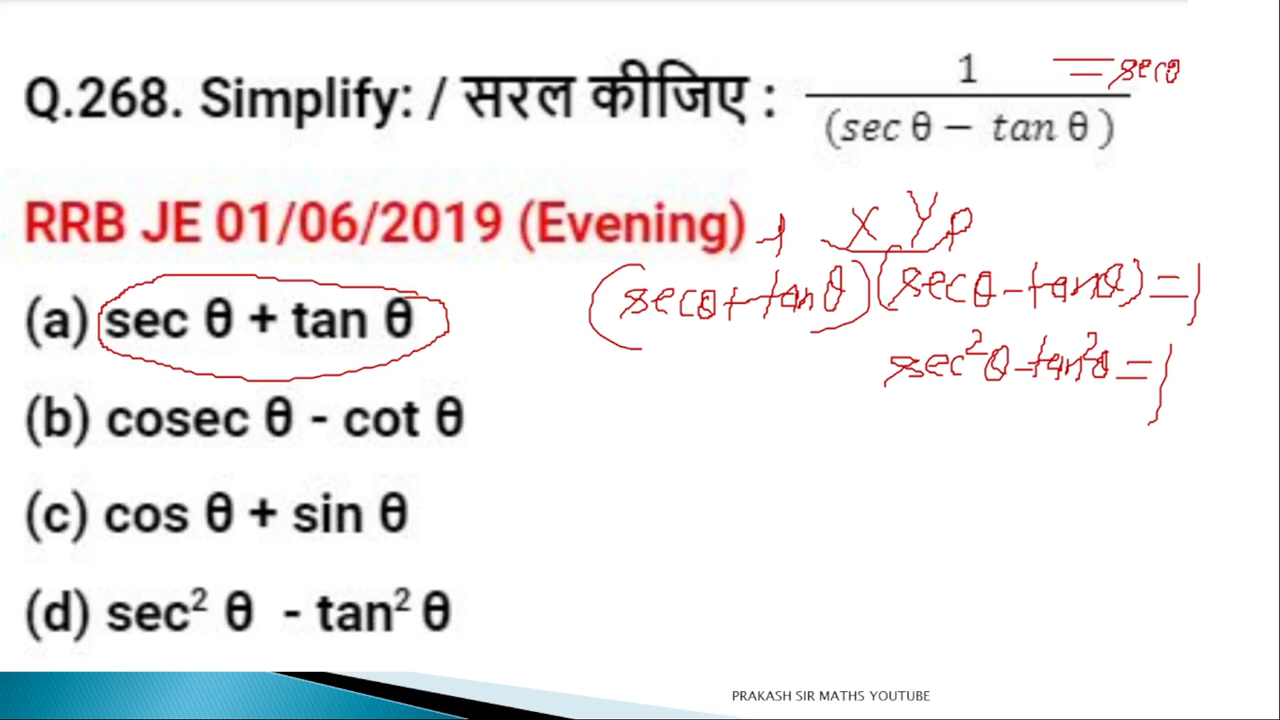 Q.268. Simplify: / सरल कीजिए : 1 / (sec θ − tan θ) = secθ
RRB JE 01/06/2019 (Evening)
x y
(a) sec θ + tan θ
(secθ+tanθ)(secθ-tanθ)=1
sec²θ-tan²θ=1
(b) cosec θ - cot θ
(c) cos θ + sin θ
(d) sec² θ - tan² θ
PRAKASH SIR MATHS YOUTUBE